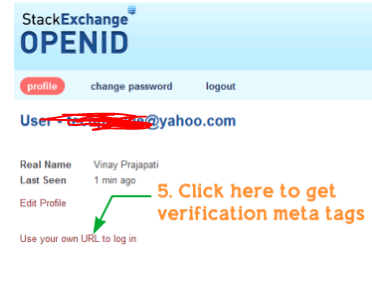 StackExchange
OPENID
profile change password logout
User - @yahoo.com
Real Name Vinay Prajapati
Last Seen 1 min ago
Edit Profile
5. Click here to get
verification meta tags
Use your own URL to log in